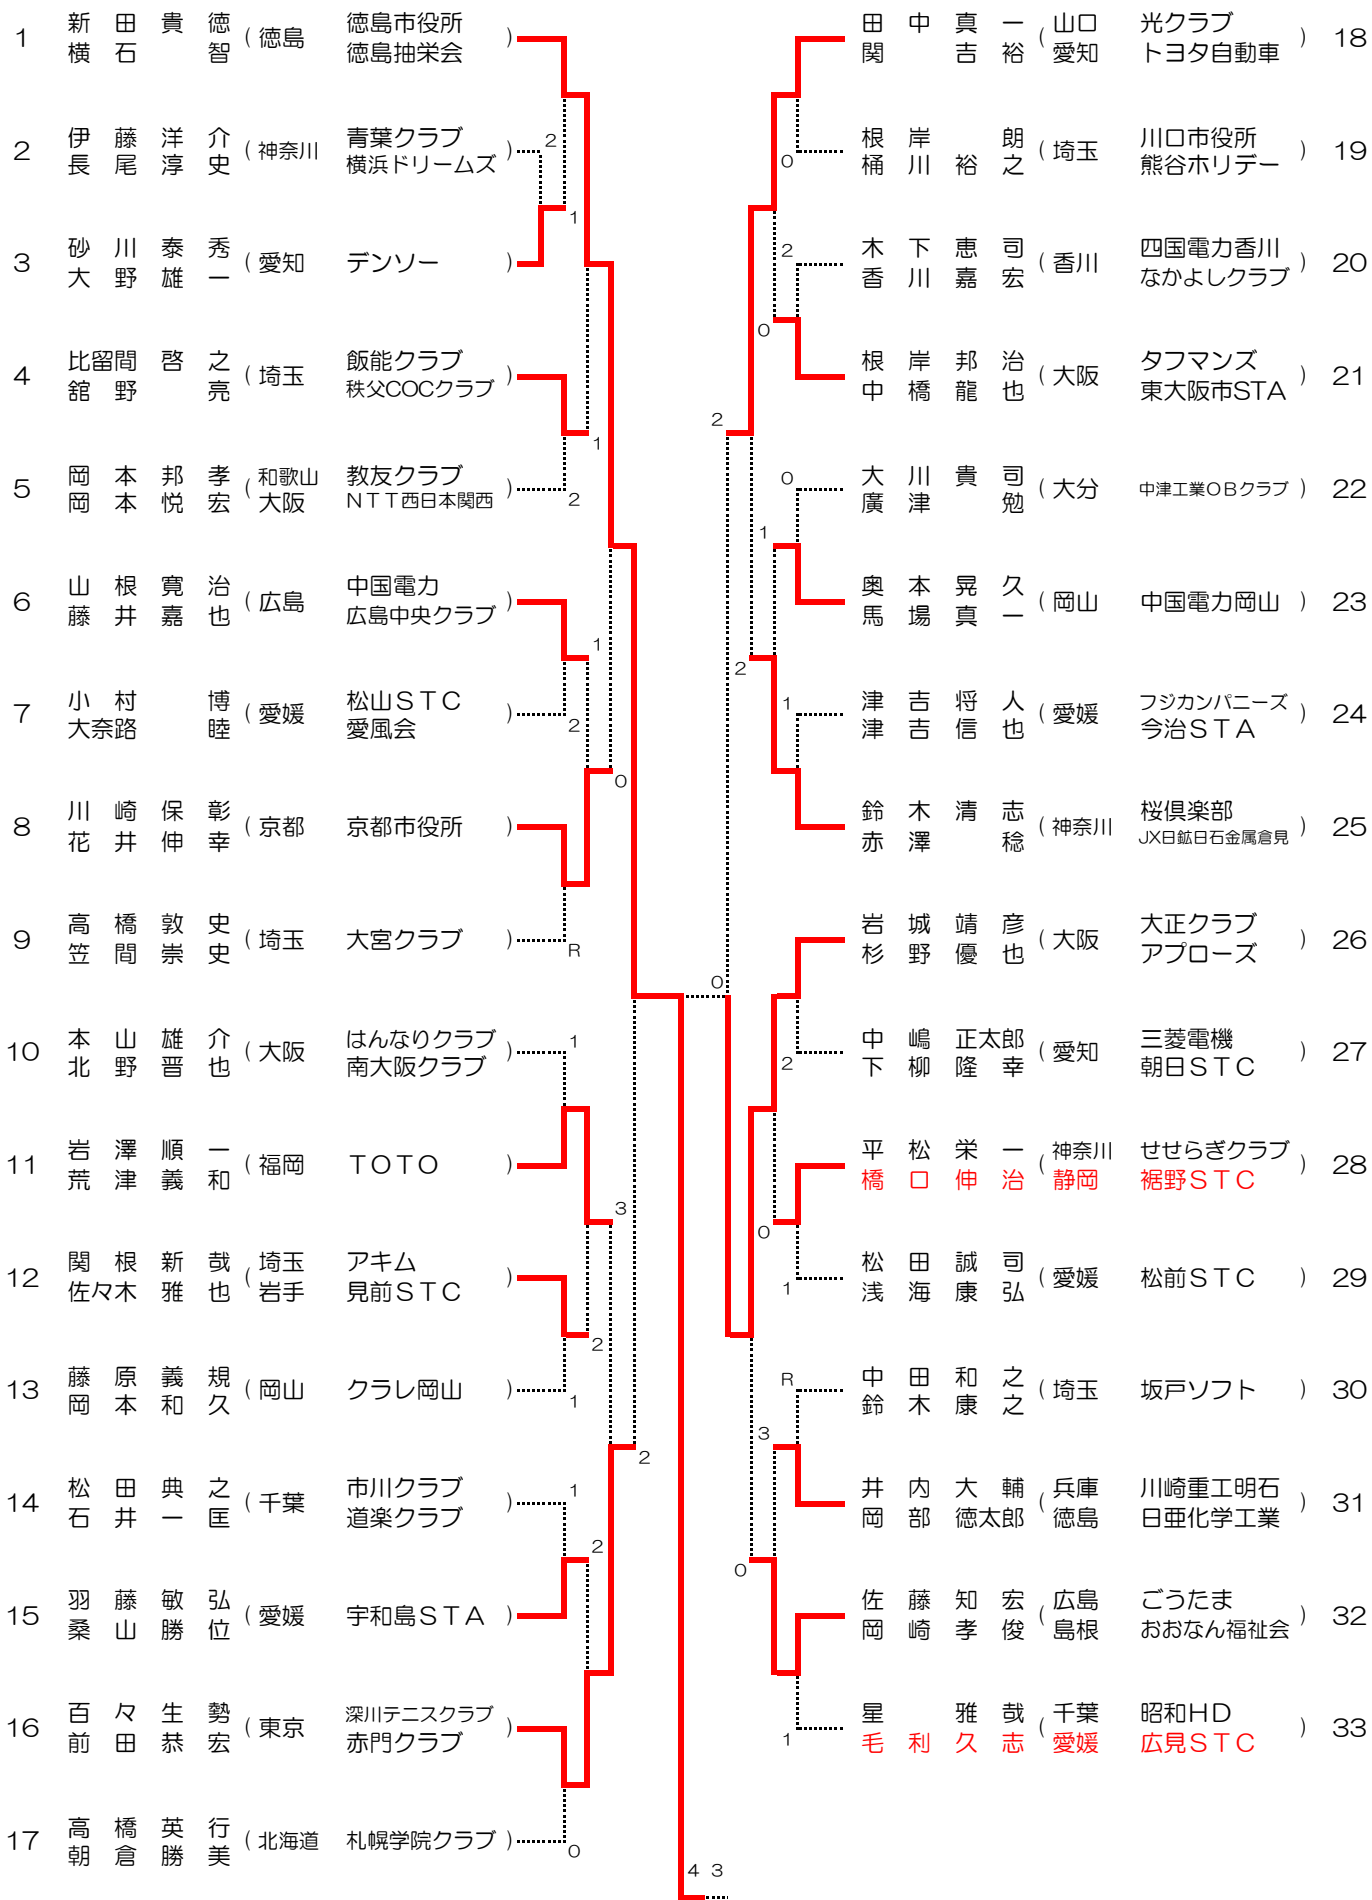 1 新田貴徳 (徳島 徳島市役所)
横石智 徳島抽栄会
2
2 伊藤洋介 (神奈川 青葉クラブ)
長尾淳史 横浜ドリームズ
1
3 砂川泰秀 (愛知 デンソー)
大野雄一
4 比留間啓之 (埼玉 飯能クラブ)
舘野亮 秩父COCクラブ
1
5 岡本邦孝 (和歌山 教友クラブ)
岡本悦宏 大阪 NTT西日本関西
2
6 山根寛治 (広島 中国電力)
藤井嘉也 広島中央クラブ
1
7 小村博 (愛媛 松山STC)
大奈路睦 愛風会
2
0
8 川崎保彰 (京都 京都市役所)
花井伸幸
9 高橋敦史 (埼玉 大宮クラブ)
笠間崇史
R
10 本山雄介 (大阪 はんなりクラブ)
北野晋也 南大阪クラブ
1
11 岩澤順一 (福岡 TOTO)
荒津義和
3
12 関根新哉 (埼玉 アキム)
佐々木雅也 岩手 見前STC
2
13 藤原義規 (岡山 クラレ岡山)
岡本和久
1
2
14 松田典之 (千葉 市川クラブ)
石井一匡 道楽クラブ
1
2
15 羽藤敏弘 (愛媛 宇和島STA)
桑山勝位
16 百々生勢 (東京 深川テニスクラブ)
前田恭宏 赤門クラブ
17 高橋英行 (北海道 札幌学院クラブ)
朝倉勝美
0
4 3
田中真一 (山口 光クラブ) 18
関吉裕 愛知 トヨタ自動車
根岸朗 (埼玉 川口市役所) 19
桶川裕之 熊谷ホリデー
0
木下恵司 (香川 四国電力香川) 20
香川嘉宏 なかよしクラブ
2
0
根岸邦治 (大阪 タフマンズ) 21
中橋龍也 東大阪市STA
2
大川貴司 (大分 中津工業OBクラブ) 22
廣津勉
0
1
奥本晃久 (岡山 中国電力岡山) 23
馬場真一
2
津吉将人 (愛媛 フジカンパニーズ) 24
津吉信也 今治STA
1
鈴木清志 (神奈川 桜倶楽部) 25
赤澤稔 JX日鉱日石金属倉見
岩城靖彦 (大阪 大正クラブ) 26
杉野優也 アプローズ
0
中嶋正太郎 (愛知 三菱電機) 27
下柳隆幸 朝日STC
2
平松栄一 (神奈川 せせらぎクラブ) 28
橋口伸治 静岡 裾野STC
0
松田誠司 (愛媛 松前STC) 29
浅海康弘
1
中田和之 (埼玉 坂戸ソフト) 30
鈴木康之
R
3
井内大輔 (兵庫 川崎重工明石) 31
岡部徳太郎 徳島 日亜化学工業
0
佐藤知宏 (広島 ごうたま) 32
岡崎孝俊 島根 おおなん福祉会
星雅哉 (千葉 昭和HD) 33
毛利久志 愛媛 広見STC
1